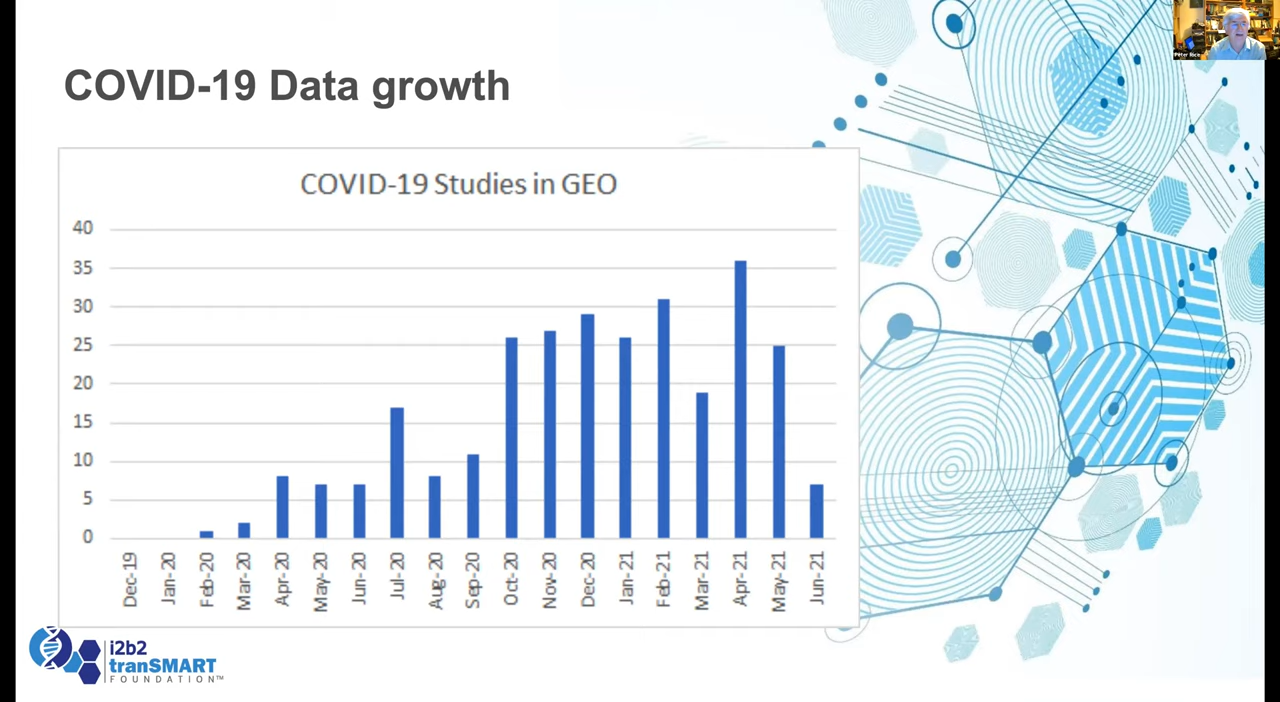 COVID-19 Data growth
Peter Rice
COVID-19 Studies in GEO
40
35
30
25
20
15
10
5
0
Dec-19
Jan-20
Feb-20
Mar-20
Apr-20
May-20
Jun-20
Jul-20
Aug-20
Sep-20
Oct-20
Nov-20
Dec-20
Jan-21
Feb-21
Mar-21
Apr-21
May-21
Jun-21
i2b2
tranSMART
FOUNDATION™